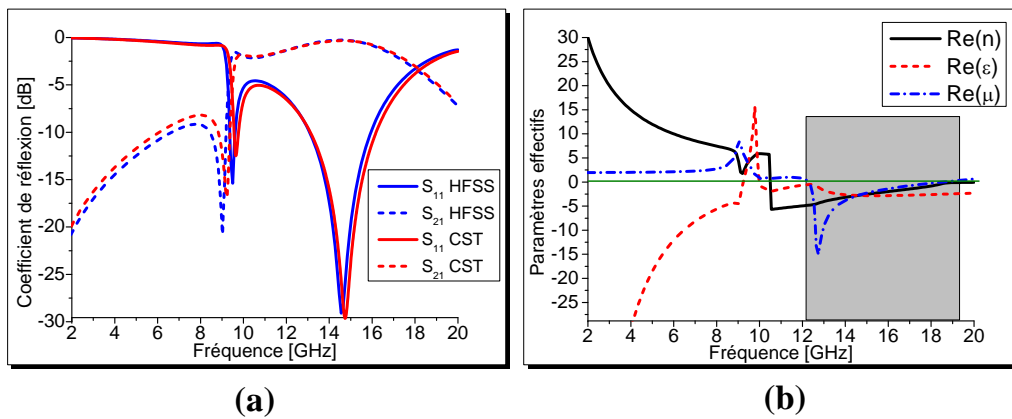 Coefficient de réflexion [dB]
0
-5
-10
-15
-20
-25
-30
S11 HFSS
S21 HFSS
S11 CST
S21 CST
2 4 6 8 10 12 14 16 18 20
Fréquence [GHz]
(a)
Paramètres effectifs
30
25
20
15
10
5
0
-5
-10
-15
-20
-25
Re(n)
Re(ε)
Re(μ)
2 4 6 8 10 12 14 16 18 20
Fréquence [GHz]
(b)